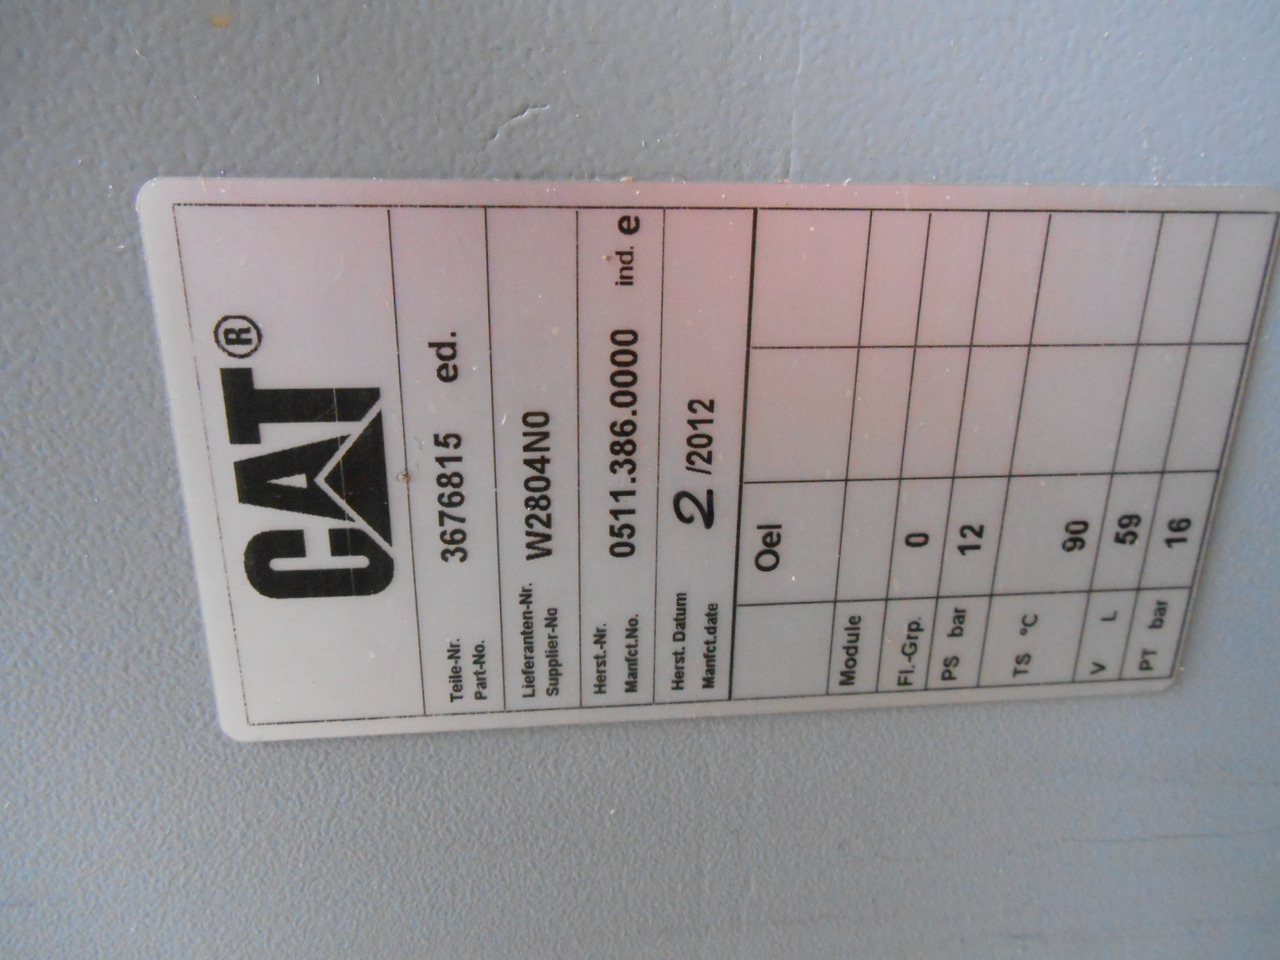 CAT®
Teile-Nr.
Part-No. 3676815 ed.
Lieferanten-Nr.
Supplier-No W2804N0
Herst.-Nr.
Manfct.No. 0511.386.0000 ind. e
Herst. Datum
Manfct.date 2 /2012
Oel
Module
Fl.-Grp. 0
PS bar 12
TS °C 90
V L 59
PT bar 16